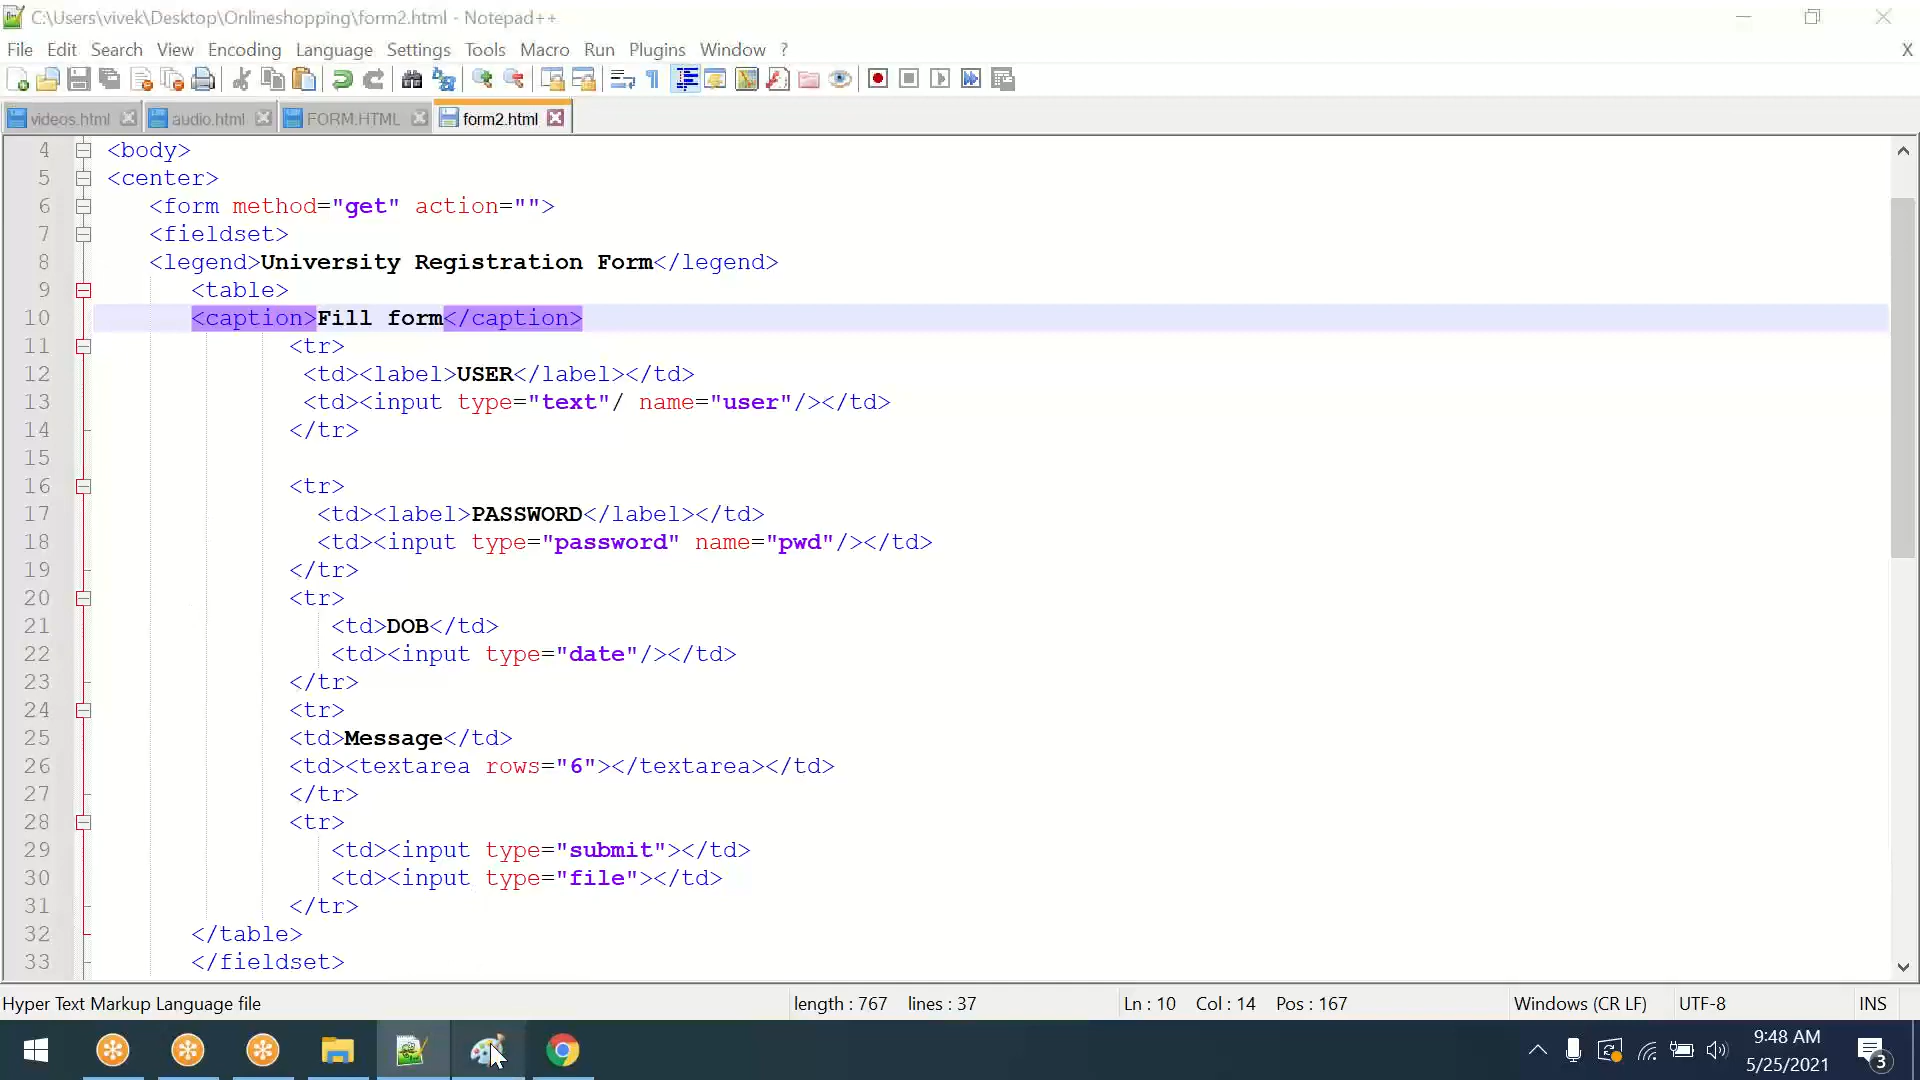 C:\Users\vivek\Desktop\Onlineshopping\form2.html - Notepad++
File Edit Search View Encoding Language Settings Tools Macro Run Plugins Window ? X
videos.html audio.html FORM.HTML form2.html
4 <body>
5 <center>
6 <form method="get" action="">
7 <fieldset>
8 <legend>University Registration Form</legend>
9 <table>
10 <caption>Fill form</caption>
11 <tr>
12 <td><label>USER</label></td>
13 <td><input type="text"/ name="user"/></td>
14 </tr>
15
16 <tr>
17 <td><label>PASSWORD</label></td>
18 <td><input type="password" name="pwd"/></td>
19 </tr>
20 <tr>
21 <td>DOB</td>
22 <td><input type="date"/></td>
23 </tr>
24 <tr>
25 <td>Message</td>
26 <td><textarea rows="6"></textarea></td>
27 </tr>
28 <tr>
29 <td><input type="submit"></td>
30 <td><input type="file"></td>
31 </tr>
32 </table>
33 </fieldset>
Hyper Text Markup Language file length : 767 lines : 37 Ln : 10 Col : 14 Pos : 167 Windows (CR LF) UTF-8 INS
9:48 AM
5/25/2021
3